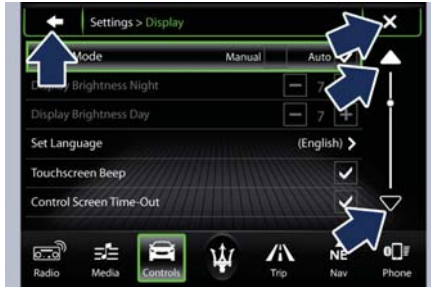 Settings > Display
Mode Manual Auto
Display Brightness Night 7
Display Brightness Day 7
Set Language (English) >
Touchscreen Beep
Control Screen Time-Out
Radio Media Controls Trip Nav Phone
NE